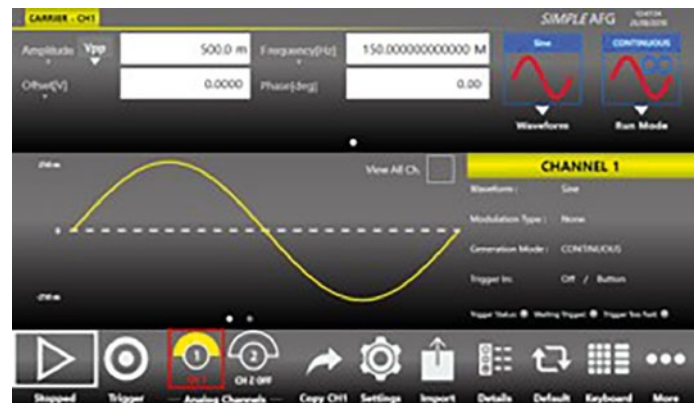 CARRIER - CH1
SIMPLE AFG
Amplitude Vpp 500.0 m Frequency[Hz] 150.000000000000 M
Offset[V] 0.0000 Phase[deg] 0.00
Sine CONTINUOUS
Waveform Run Mode
View All Ch.
CHANNEL 1
Waveform : Sine
Modulation Type : None
Generation Mode : CONTINUOUS
Trigger In: Off / Button
Trigger Status Waiting Trigger Trigger Too Fast
0
1 2
CH 1 CH 2 OFF
Stopped Trigger Analog Channels Copy CH1 Settings Import Details Default Keyboard More